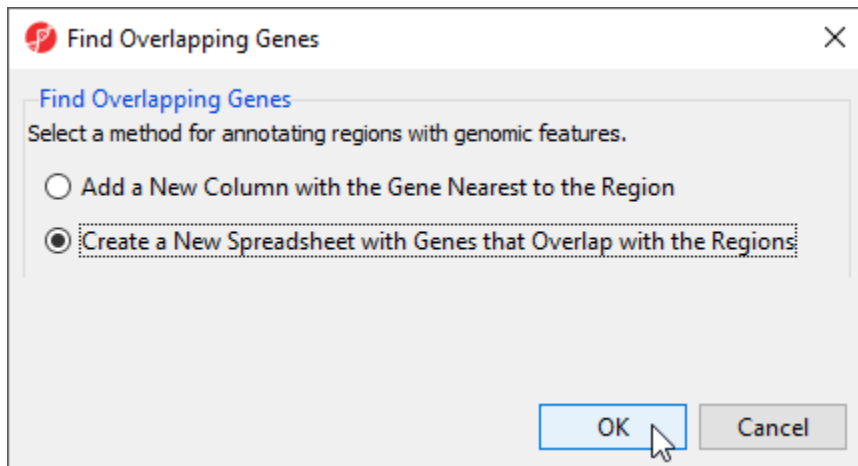 Find Overlapping Genes
Find Overlapping Genes
Select a method for annotating regions with genomic features.
Add a New Column with the Gene Nearest to the Region
Create a New Spreadsheet with Genes that Overlap with the Regions
OK Cancel